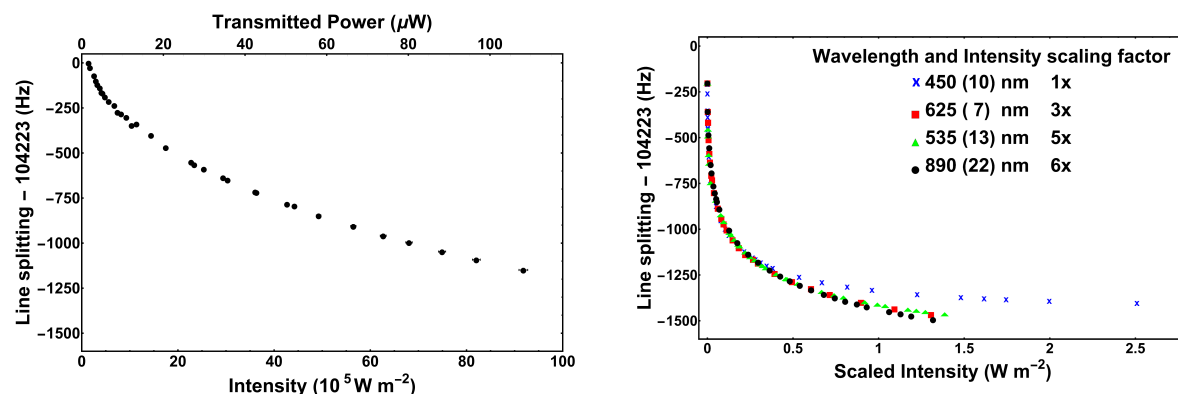 Transmitted Power (μW)
0 20 40 60 80 100
0
−250
−500
−750
−1000
−1250
−1500
Line splitting − 104223 (Hz)
0 20 40 60 80 100
Intensity (10 ⁵ W m⁻²)
Wavelength and Intensity scaling factor
x 450 (10) nm 1x
625 ( 7) nm 3x
535 (13) nm 5x
890 (22) nm 6x
0
−250
−500
−750
−1000
−1250
−1500
Line splitting − 104223 (Hz)
0 0.5 1 1.5 2 2.5
Scaled Intensity (W m⁻²)